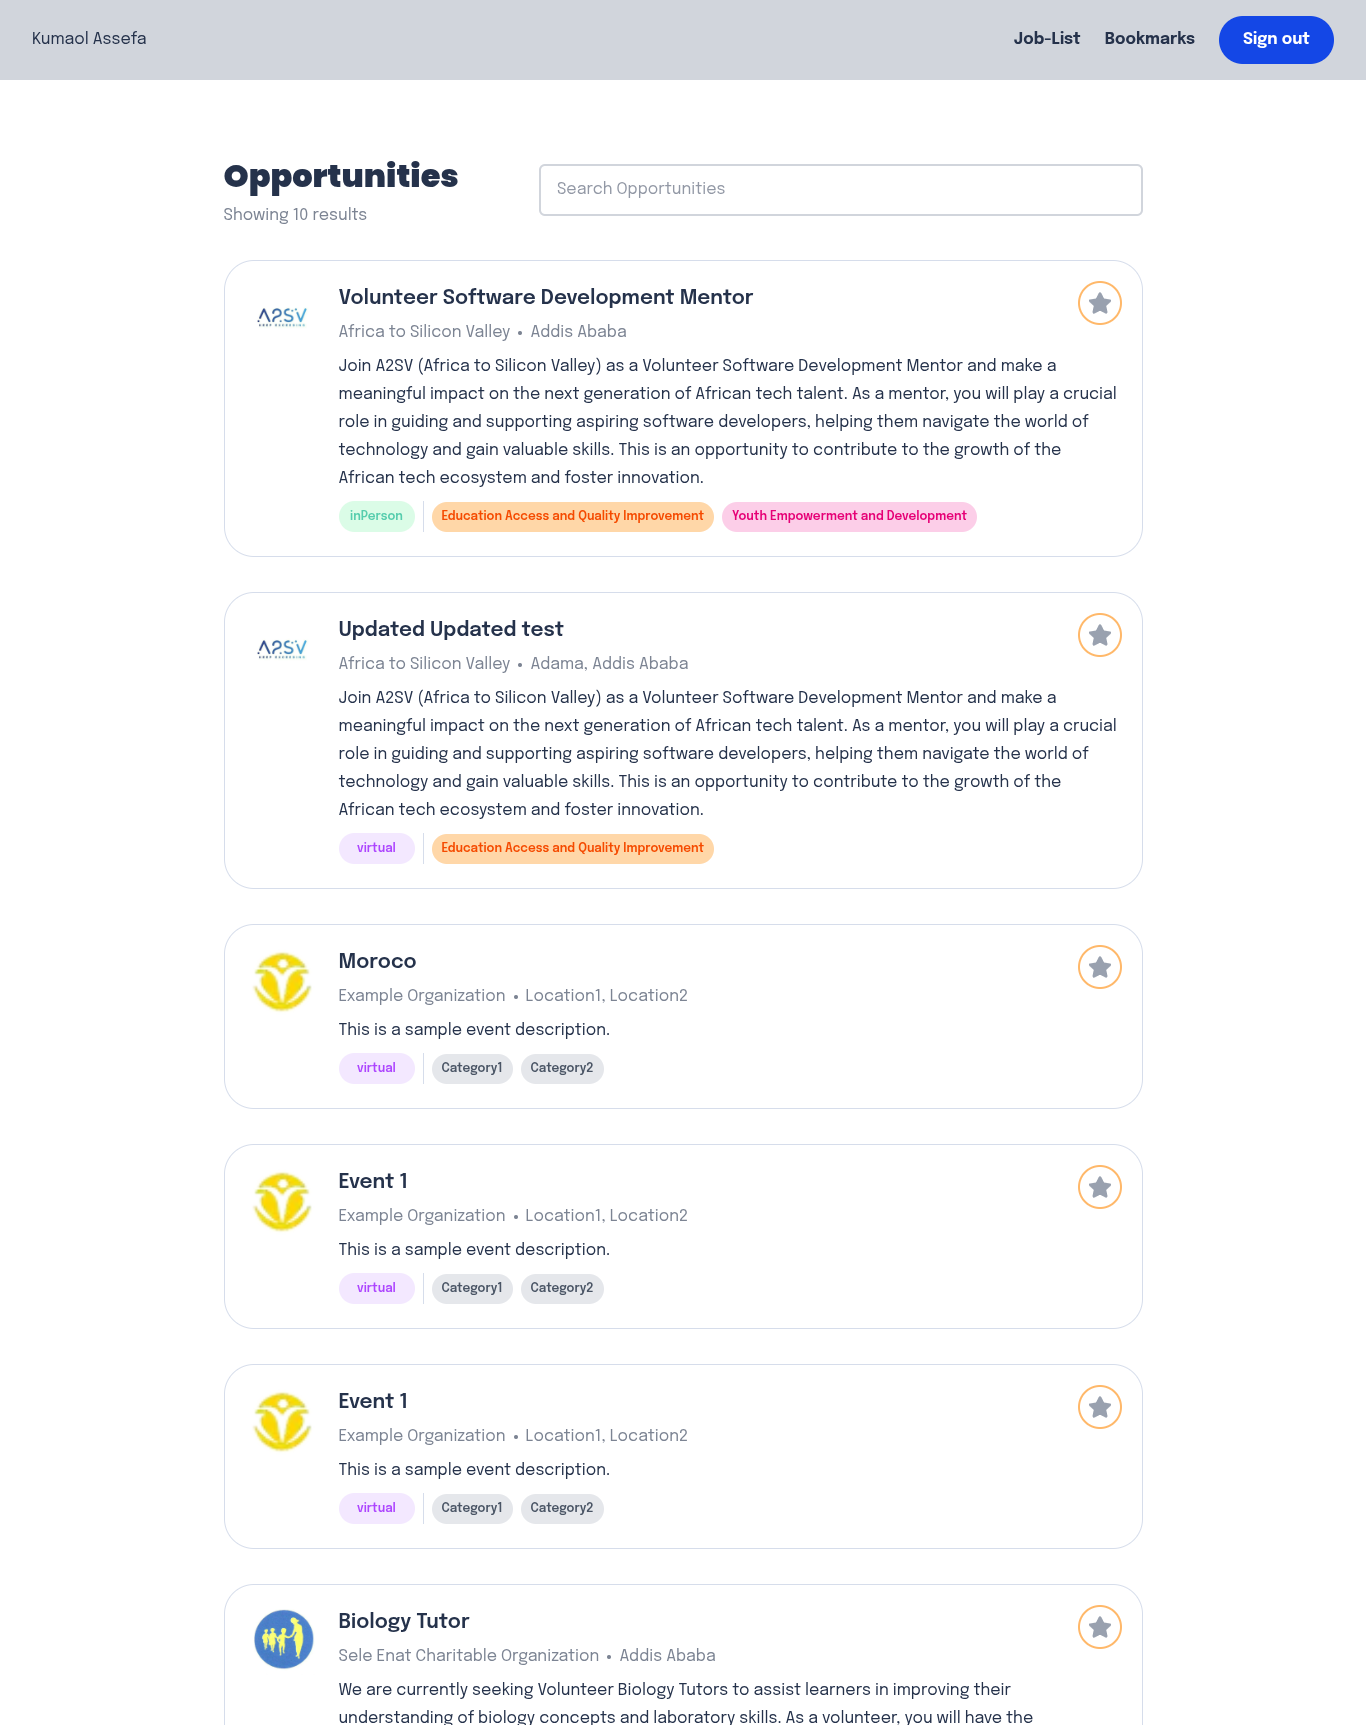 Kumaol Assefa
Job-List
Bookmarks
Sign out
Opportunities
Showing 10 results
Search Opportunities
A2SV
Volunteer Software Development Mentor
Africa to Silicon Valley • Addis Ababa
Join A2SV (Africa to Silicon Valley) as a Volunteer Software Development Mentor and make a
meaningful impact on the next generation of African tech talent. As a mentor, you will play a crucial
role in guiding and supporting aspiring software developers, helping them navigate the world of
technology and gain valuable skills. This is an opportunity to contribute to the growth of the
African tech ecosystem and foster innovation.
inPerson
Education Access and Quality Improvement
Youth Empowerment and Development
A2SV
Updated Updated test
Africa to Silicon Valley • Adama, Addis Ababa
Join A2SV (Africa to Silicon Valley) as a Volunteer Software Development Mentor and make a
meaningful impact on the next generation of African tech talent. As a mentor, you will play a crucial
role in guiding and supporting aspiring software developers, helping them navigate the world of
technology and gain valuable skills. This is an opportunity to contribute to the growth of the
African tech ecosystem and foster innovation.
virtual
Education Access and Quality Improvement
Moroco
Example Organization • Location1, Location2
This is a sample event description.
virtual
Category1
Category2
Event 1
Example Organization • Location1, Location2
This is a sample event description.
virtual
Category1
Category2
Event 1
Example Organization • Location1, Location2
This is a sample event description.
virtual
Category1
Category2
Biology Tutor
Sele Enat Charitable Organization • Addis Ababa
We are currently seeking Volunteer Biology Tutors to assist learners in improving their
understanding of biology concepts and laboratory skills. As a volunteer, you will have the